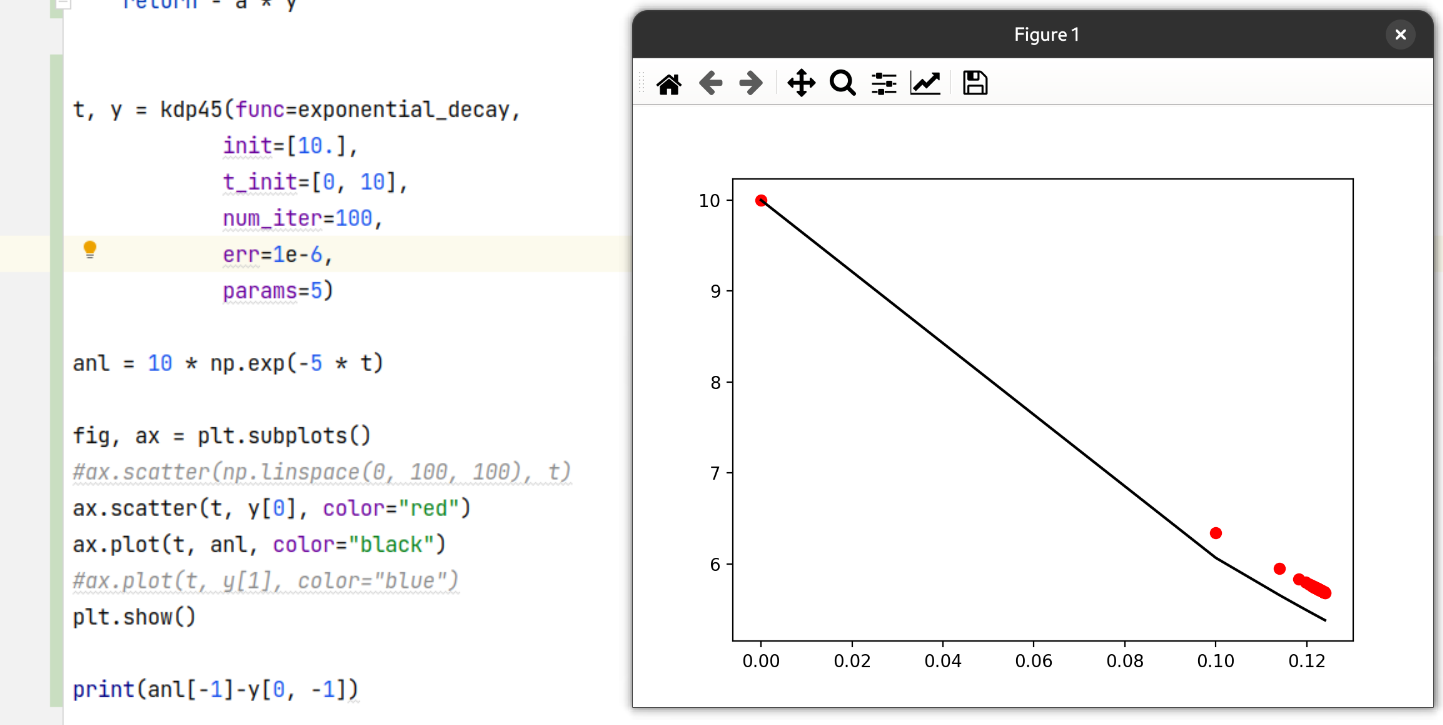 return - a * y
t, y = kdp45(func=exponential_decay,
init=[10.],
t_init=[0, 10],
num_iter=100,
err=1e-6,
params=5)
anl = 10 * np.exp(-5 * t)
fig, ax = plt.subplots()
#ax.scatter(np.linspace(0, 100, 100), t)
ax.scatter(t, y[0], color="red")
ax.plot(t, anl, color="black")
#ax.plot(t, y[1], color="blue")
plt.show()
print(anl[-1]-y[0, -1])
Figure 1
10
9
8
7
6
0.00 0.02 0.04 0.06 0.08 0.10 0.12